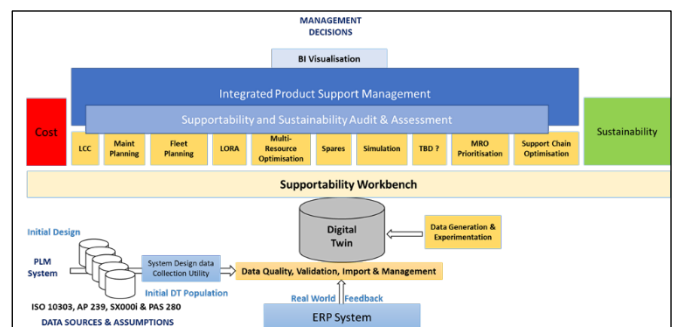 MANAGEMENT
DECISIONS
BI Visualisation
Integrated Product Support Management
Supportability and Sustainability Audit & Assessment
Cost
Sustainability
LCC
Maint
Planning
Fleet
Planning
LORA
Multi-
Resource
Optimisation
Spares
Simulation
TBD ?
MRO
Prioritisation
Support Chain
Optimisation
Supportability Workbench
Digital
Twin
Data Generation &
Experimentation
Initial Design
PLM
System
System Design data
Collection Utility
Data Quality, Validation, Import & Management
Initial DT Population
Real World Feedback
ISO 10303, AP 239, SX000i & PAS 280
DATA SOURCES & ASSUMPTIONS
ERP System